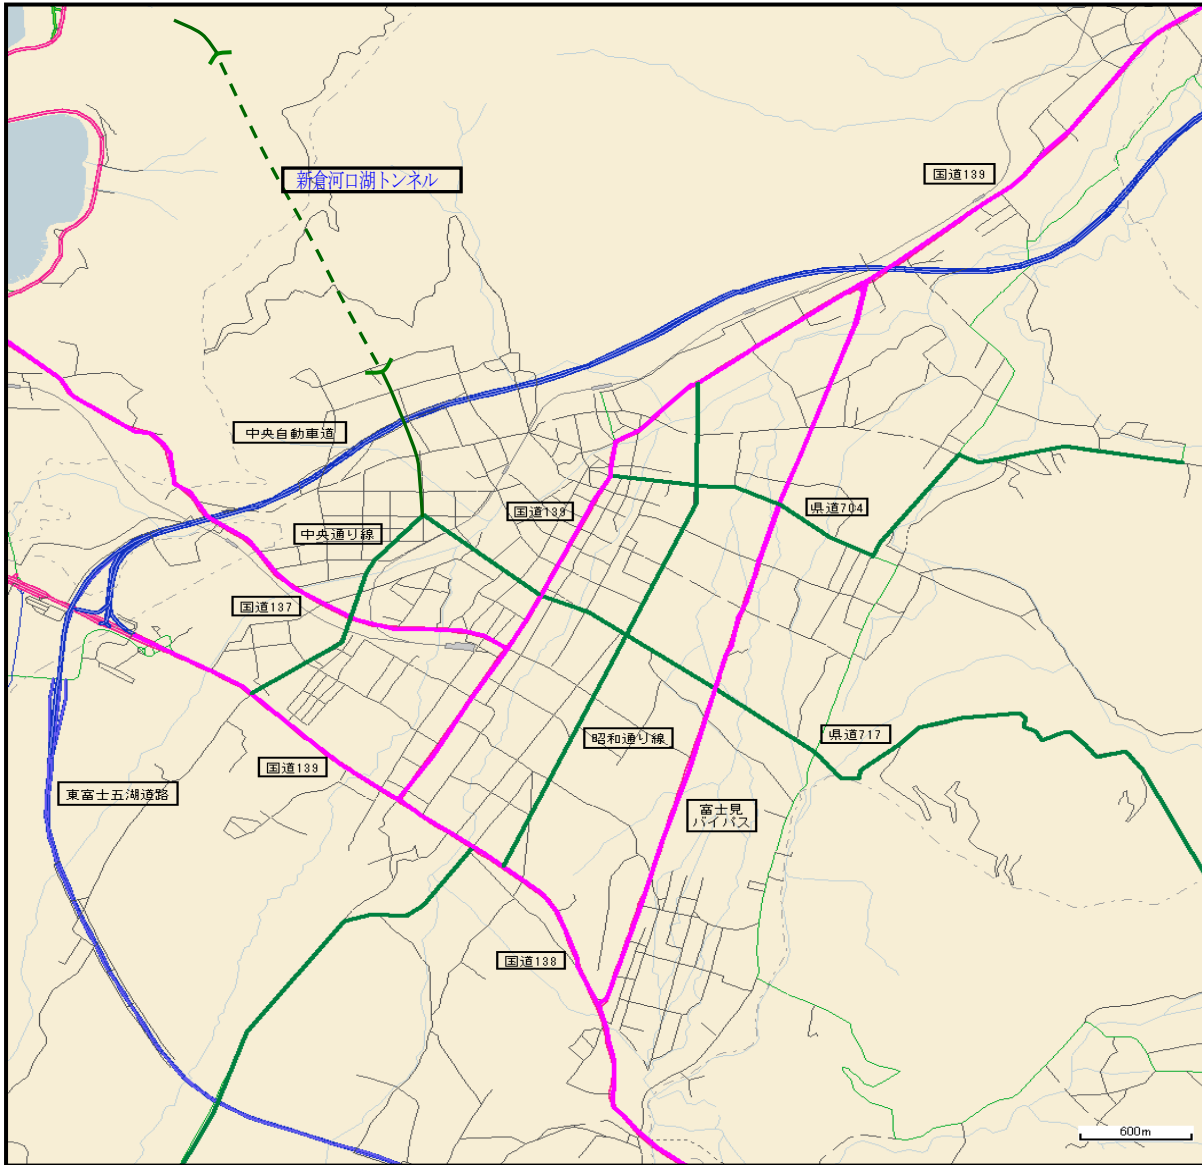 国道139
新倉河口湖トンネル
中央自動車道
県道704
国道139
中央通り線
国道137
県道717
昭和通り線
国道139
東富士五湖道路
富士見
バイパス
国道138
600m